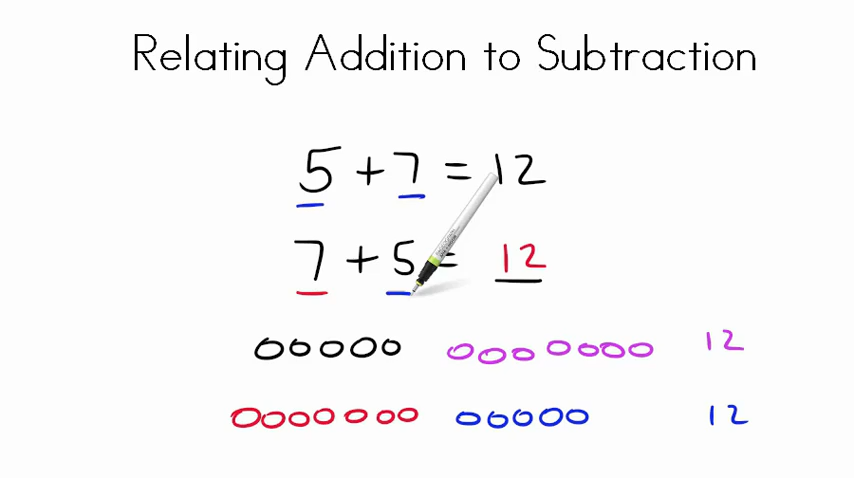 Relating Addition to Subtraction
5 + 7 = 12
7 + 5 = 12
12
12